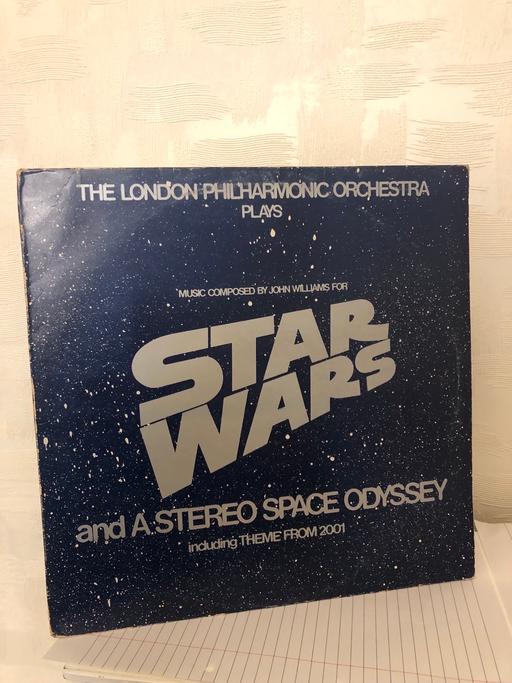 THE LONDON PHILHARMONIC ORCHESTRA
PLAYS
MUSIC COMPOSED BY JOHN WILLIAMS FOR
STAR
WARS
and A STEREO SPACE ODYSSEY
including THEME FROM 2001